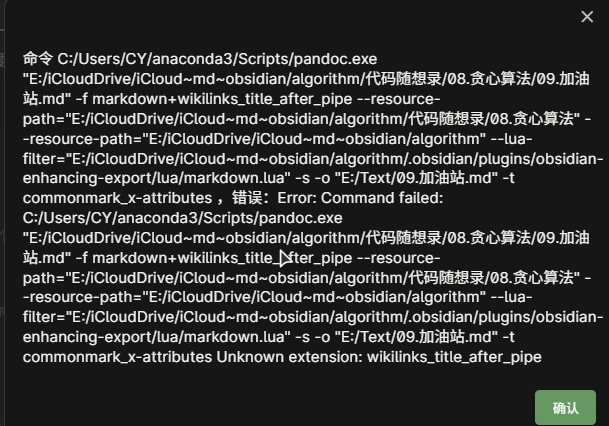 命令 C:/Users/CY/anaconda3/Scripts/pandoc.exe
"E:/iCloudDrive/iCloud~md~obsidian/algorithm/代码随想录/08.贪心算法/09.加油
站.md" -f markdown+wikilinks_title_after_pipe --resource-
path="E:/iCloudDrive/iCloud~md~obsidian/algorithm/代码随想录/08.贪心算法" -
-resource-path="E:/iCloudDrive/iCloud~md~obsidian/algorithm" --lua-
filter="E:/iCloudDrive/iCloud~md~obsidian/algorithm/.obsidian/plugins/obsidian-
enhancing-export/lua/markdown.lua" -s -o "E:/Text/09.加油站.md" -t
commonmark_x-attributes ，错误：Error: Command failed:
C:/Users/CY/anaconda3/Scripts/pandoc.exe
"E:/iCloudDrive/iCloud~md~obsidian/algorithm/代码随想录/08.贪心算法/09.加油
站.md" -f markdown+wikilinks_title_after_pipe --resource-
path="E:/iCloudDrive/iCloud~md~obsidian/algorithm/代码随想录/08.贪心算法" -
-resource-path="E:/iCloudDrive/iCloud~md~obsidian/algorithm" --lua-
filter="E:/iCloudDrive/iCloud~md~obsidian/algorithm/.obsidian/plugins/obsidian-
enhancing-export/lua/markdown.lua" -s -o "E:/Text/09.加油站.md" -t
commonmark_x-attributes Unknown extension: wikilinks_title_after_pipe
确认